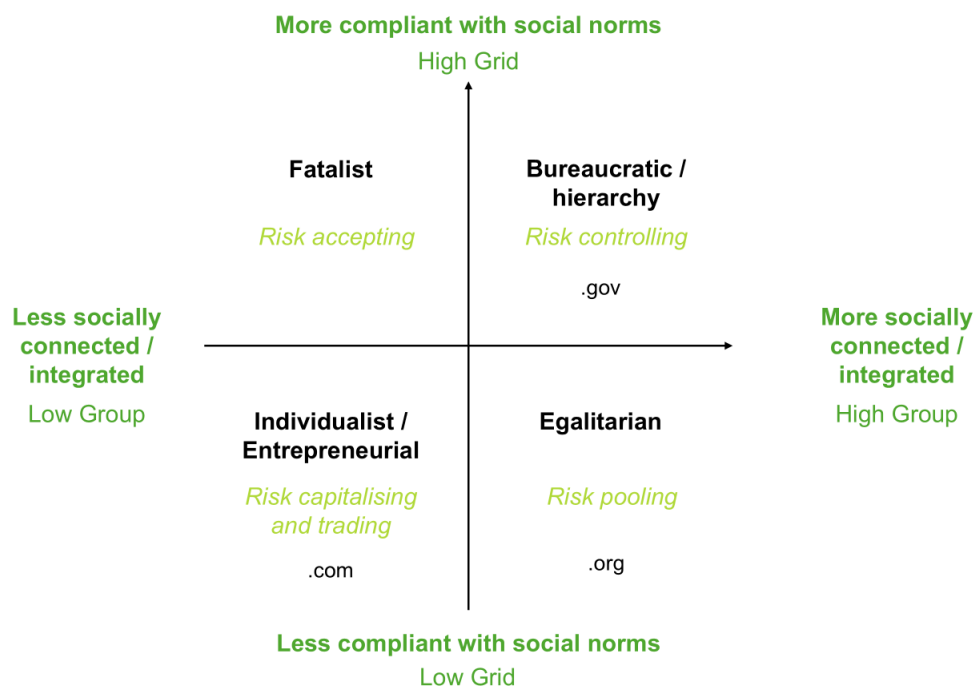 More compliant with social norms
High Grid
Fatalist
Risk accepting
Bureaucratic /
hierarchy
Risk controlling
.gov
Less socially
connected /
integrated
Low Group
More socially
connected /
integrated
High Group
Individualist /
Entrepreneurial
Risk capitalising
and trading
.com
Egalitarian
Risk pooling
.org
Less compliant with social norms
Low Grid